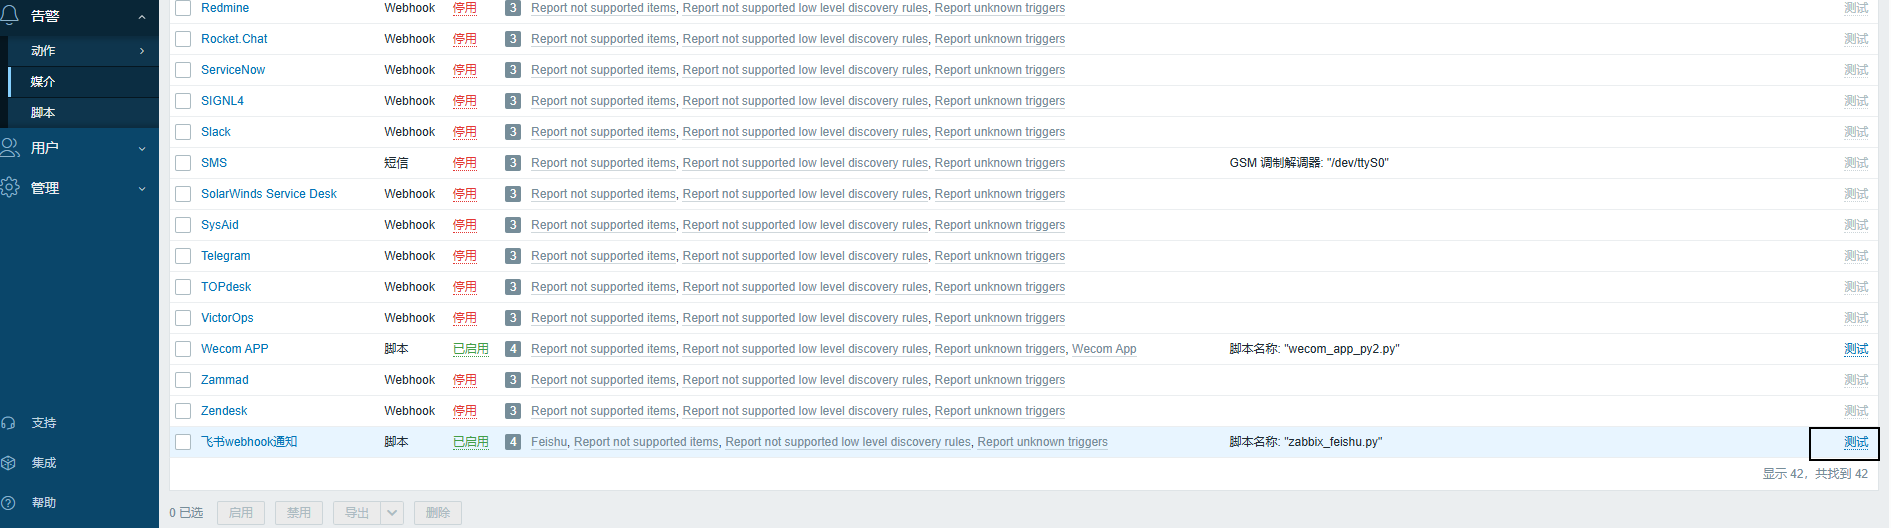 告警
动作
媒介
脚本
用户
管理
支持
集成
帮助
Redmine Webhook 停用 3 Report not supported items, Report not supported low level discovery rules, Report unknown triggers 测试
Rocket.Chat Webhook 停用 3 Report not supported items, Report not supported low level discovery rules, Report unknown triggers 测试
ServiceNow Webhook 停用 3 Report not supported items, Report not supported low level discovery rules, Report unknown triggers 测试
SIGNL4 Webhook 停用 3 Report not supported items, Report not supported low level discovery rules, Report unknown triggers 测试
Slack Webhook 停用 3 Report not supported items, Report not supported low level discovery rules, Report unknown triggers 测试
SMS 短信 停用 3 Report not supported items, Report not supported low level discovery rules, Report unknown triggers GSM 调制解调器: "/dev/ttyS0" 测试
SolarWinds Service Desk Webhook 停用 3 Report not supported items, Report not supported low level discovery rules, Report unknown triggers 测试
SysAid Webhook 停用 3 Report not supported items, Report not supported low level discovery rules, Report unknown triggers 测试
Telegram Webhook 停用 3 Report not supported items, Report not supported low level discovery rules, Report unknown triggers 测试
TOPdesk Webhook 停用 3 Report not supported items, Report not supported low level discovery rules, Report unknown triggers 测试
VictorOps Webhook 停用 3 Report not supported items, Report not supported low level discovery rules, Report unknown triggers 测试
Wecom APP 脚本 已启用 4 Report not supported items, Report not supported low level discovery rules, Report unknown triggers, Wecom App 脚本名称: "wecom_app_py2.py" 测试
Zammad Webhook 停用 3 Report not supported items, Report not supported low level discovery rules, Report unknown triggers 测试
Zendesk Webhook 停用 3 Report not supported items, Report not supported low level discovery rules, Report unknown triggers 测试
飞书webhook通知 脚本 已启用 4 Feishu, Report not supported items, Report not supported low level discovery rules, Report unknown triggers 脚本名称: "zabbix_feishu.py" 测试
显示 42，共找到 42
0 已选 启用 禁用 导出 删除